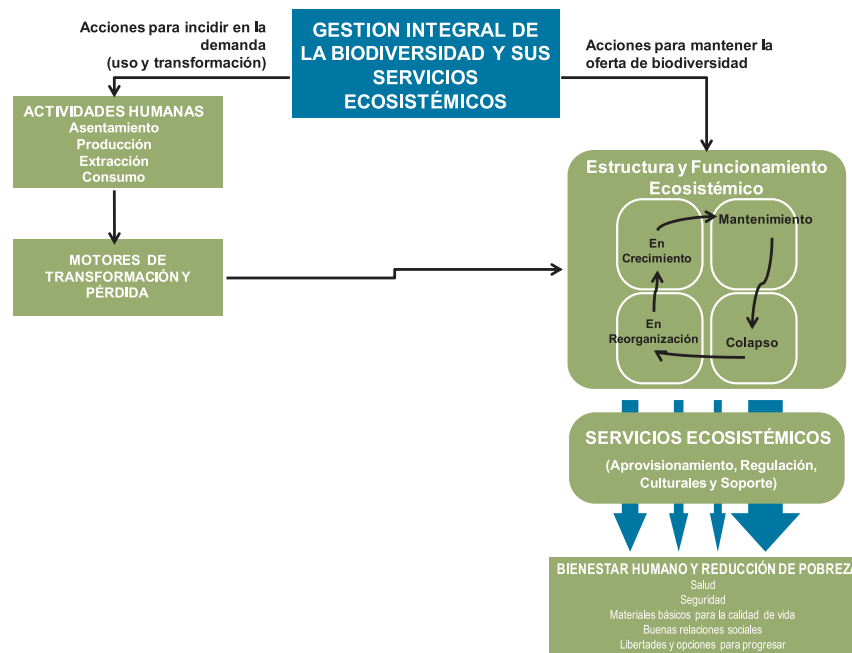 Acciones para incidir en la
demanda
(uso y transformación)
GESTION INTEGRAL DE
LA BIODIVERSIDAD Y SUS
SERVICIOS
ECOSISTÉMICOS
Acciones para mantener la
oferta de biodiversidad
ACTIVIDADES HUMANAS
Asentamiento
Producción
Extracción
Consumo
MOTORES DE
TRANSFORMACIÓN Y
PÉRDIDA
Estructura y Funcionamiento
Ecosistémico
Mantenimiento
En
Crecimiento
En
Reorganización
Colapso
SERVICIOS ECOSISTÉMICOS
(Aprovisionamiento, Regulación,
Culturales y Soporte)
BIENESTAR HUMANO Y REDUCCIÓN DE POBREZA
Salud
Seguridad
Materiales básicos para la calidad de vida
Buenas relaciones sociales
Libertades y opciones para progresar